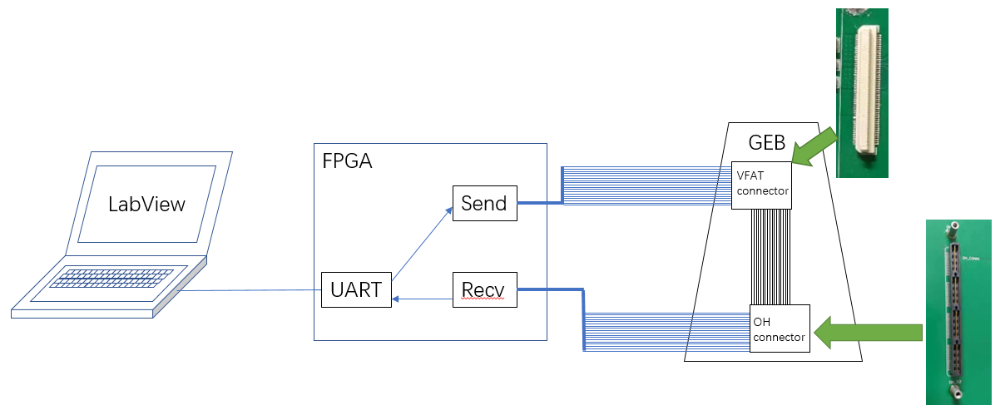 LabView
FPGA
Send
UART
Recv
GEB
VFAT
connector
OH
connector